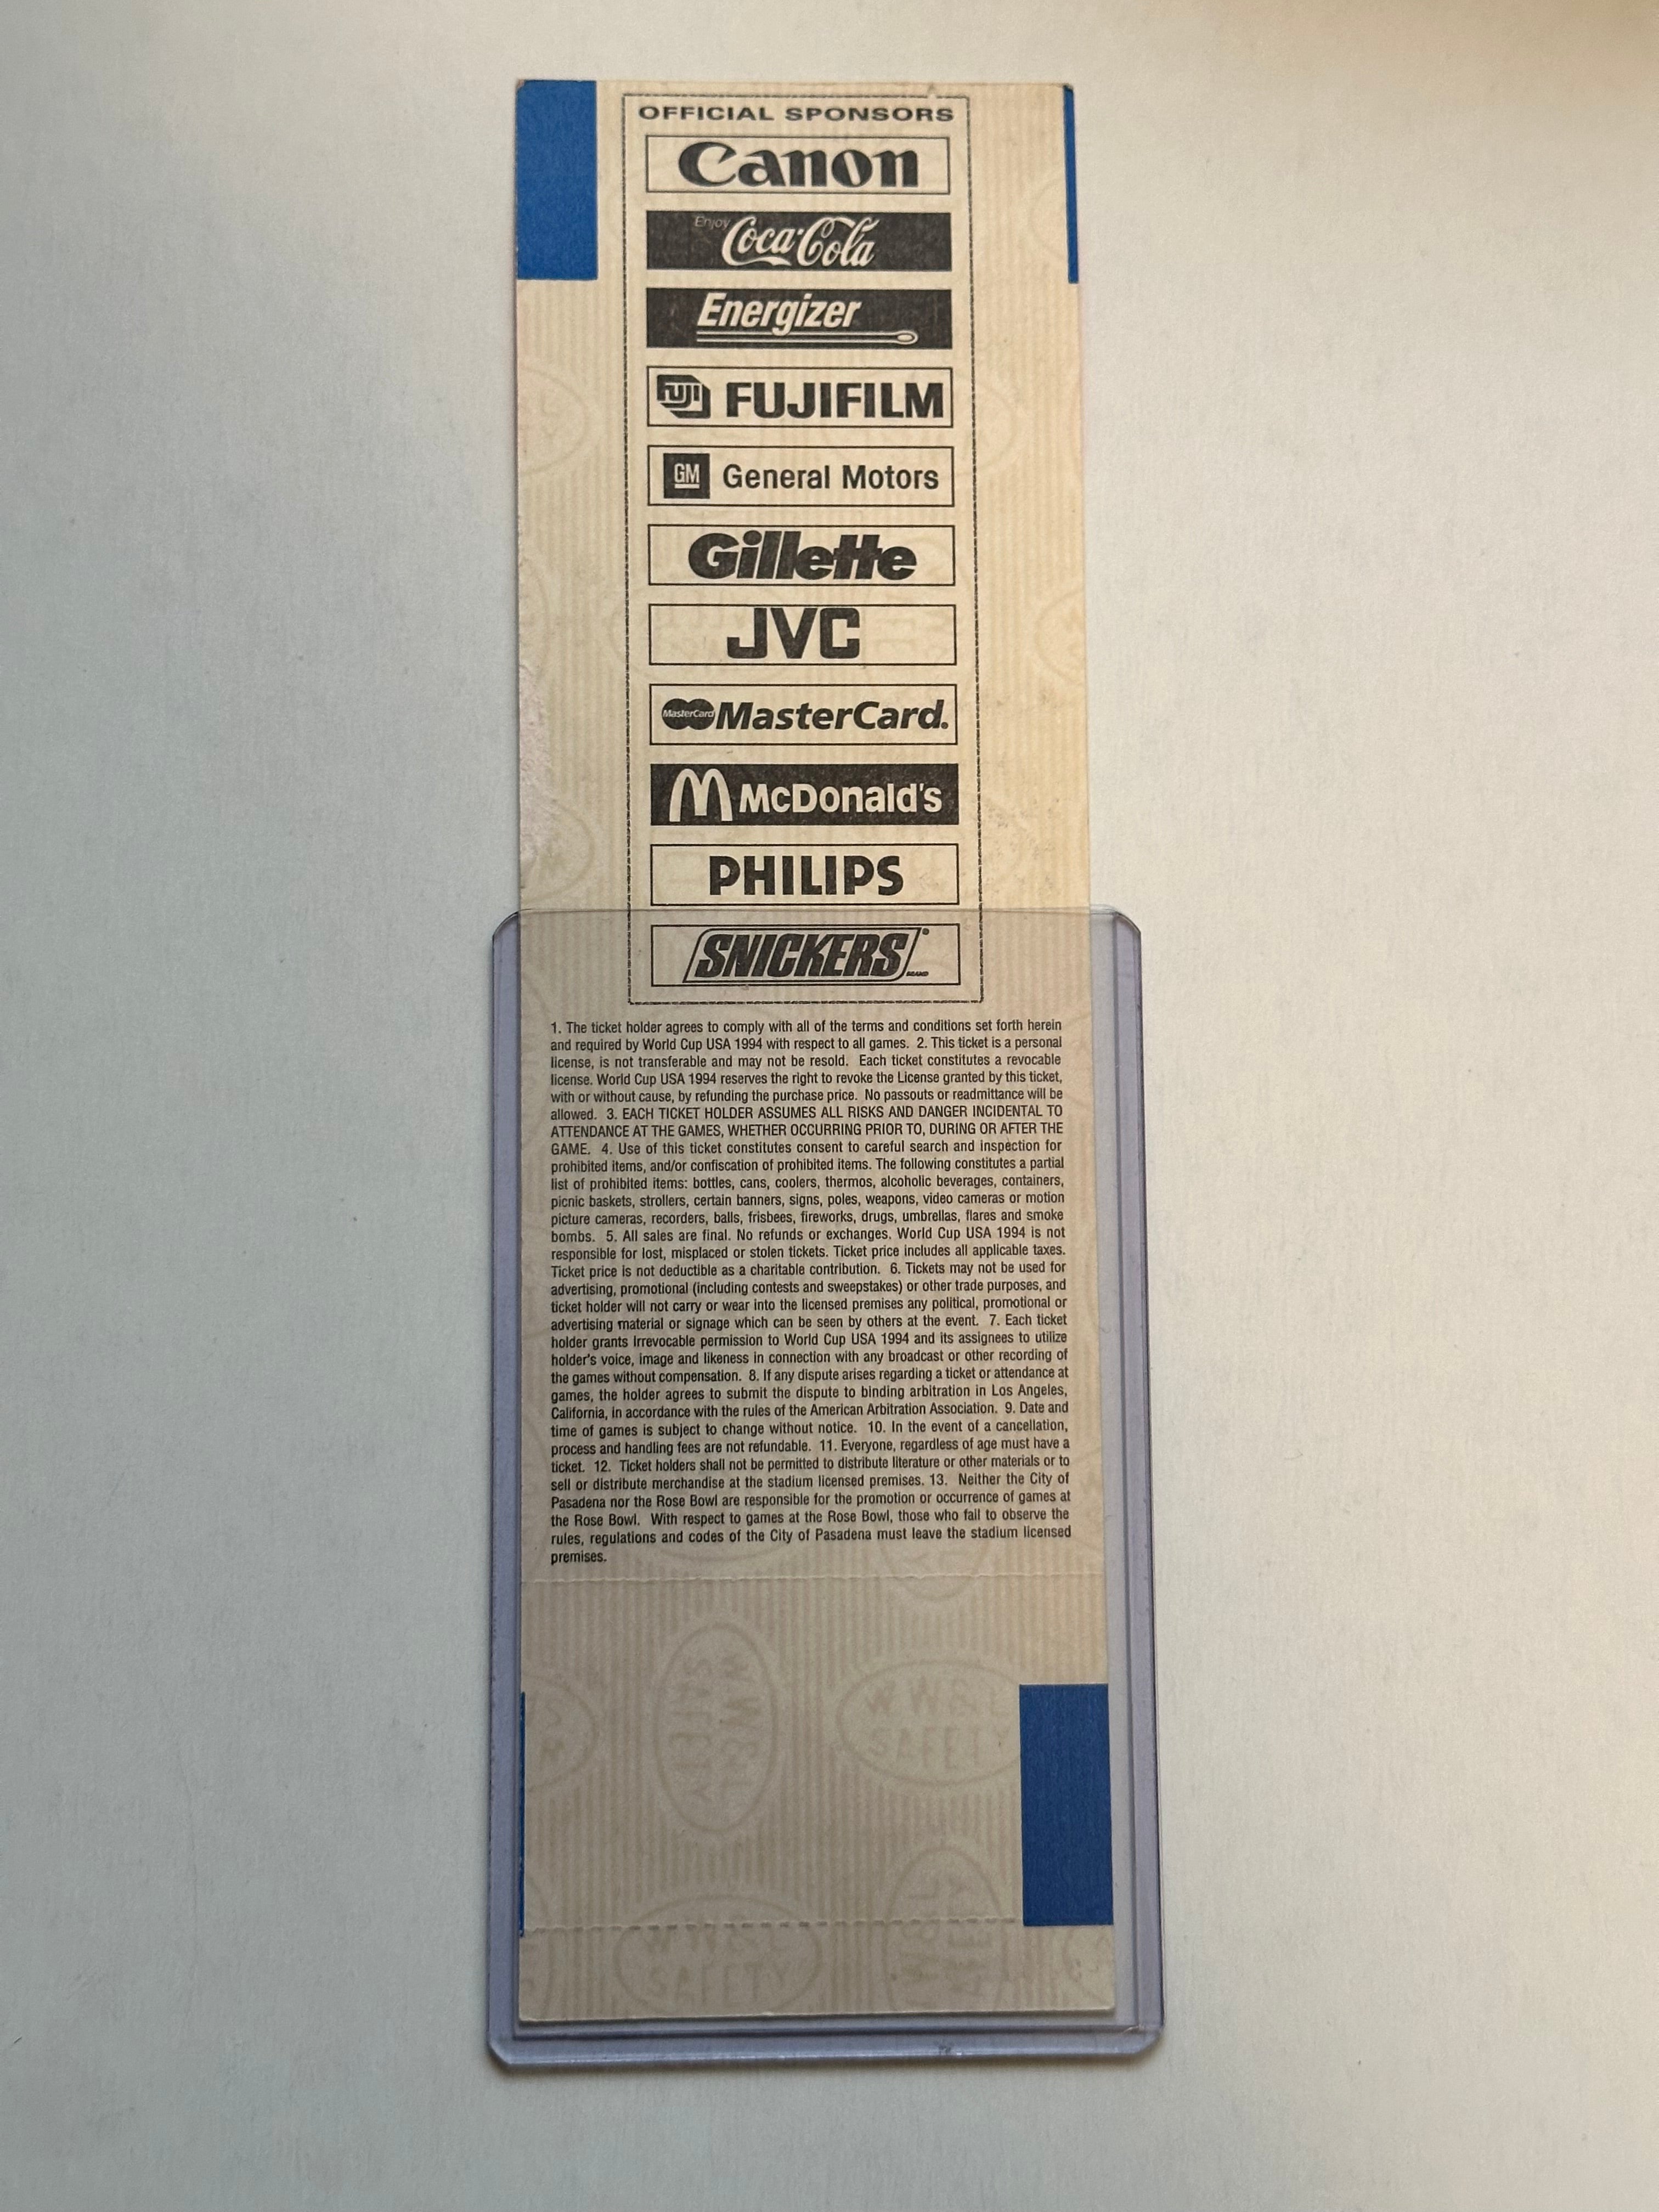 OFFICIAL SPONSORS
Canon
Enjoy
Coca-Cola
Energizer
FUJI FUJIFILM
GM General Motors
Gillette
JVC
MasterCard MasterCard.
M McDonald's
PHILIPS
SNICKERS®
BRAND
1. The ticket holder agrees to comply with all of the terms and conditions set forth herein
and required by World Cup USA 1994 with respect to all games. 2. This ticket is a personal
license, is not transferable and may not be resold. Each ticket constitutes a revocable
license. World Cup USA 1994 reserves the right to revoke the License granted by this ticket,
with or without cause, by refunding the purchase price. No passouts or readmittance will be
allowed. 3. EACH TICKET HOLDER ASSUMES ALL RISKS AND DANGER INCIDENTAL TO
ATTENDANCE AT THE GAMES, WHETHER OCCURRING PRIOR TO, DURING OR AFTER THE
GAME. 4. Use of this ticket constitutes consent to careful search and inspection for
prohibited items, and/or confiscation of prohibited items. The following constitutes a partial
list of prohibited items: bottles, cans, coolers, thermos, alcoholic beverages, containers,
picnic baskets, strollers, certain banners, signs, poles, weapons, video cameras or motion
picture cameras, recorders, balls, frisbees, fireworks, drugs, umbrellas, flares and smoke
bombs. 5. All sales are final. No refunds or exchanges. World Cup USA 1994 is not
responsible for lost, misplaced or stolen tickets. Ticket price includes all applicable taxes.
Ticket price is not deductible as a charitable contribution. 6. Tickets may not be used for
advertising, promotional (including contests and sweepstakes) or other trade purposes, and
ticket holder will not carry or wear into the licensed premises any political, promotional or
advertising material or signage which can be seen by others at the event. 7. Each ticket
holder grants irrevocable permission to World Cup USA 1994 and its assignees to utilize
holder's voice, image and likeness in connection with any broadcast or other recording of
the games without compensation. 8. If any dispute arises regarding a ticket or attendance at
games, the holder agrees to submit the dispute to binding arbitration in Los Angeles,
California, in accordance with the rules of the American Arbitration Association. 9. Date and
time of games is subject to change without notice. 10. In the event of a cancellation,
process and handling fees are not refundable. 11. Everyone, regardless of age must have a
ticket. 12. Ticket holders shall not be permitted to distribute literature or other materials or to
sell or distribute merchandise at the stadium licensed premises. 13. Neither the City of
Pasadena nor the Rose Bowl are responsible for the promotion or occurrence of games at
the Rose Bowl. With respect to games at the Rose Bowl, those who fail to observe the
rules, regulations and codes of the City of Pasadena must leave the stadium licensed
premises.
SAFETY
SAFETY
SAFETY